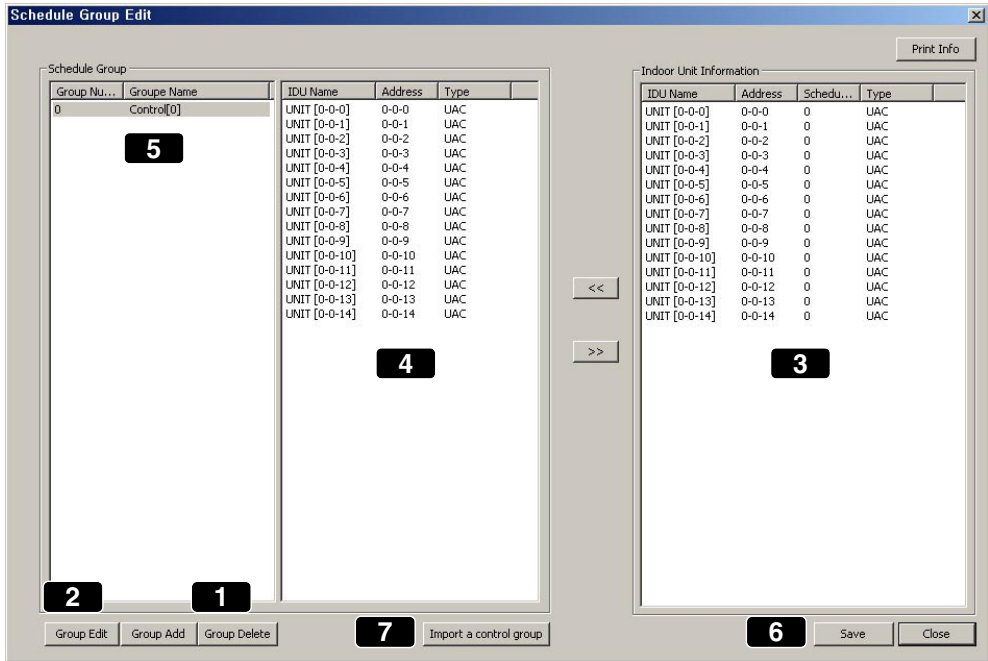 Schedule Group Edit
Print Info
Schedule Group
Group Nu... Groupe Name
0 Control[0]
5
IDU Name Address Type
UNIT [0-0-0] 0-0-0 UAC
UNIT [0-0-1] 0-0-1 UAC
UNIT [0-0-2] 0-0-2 UAC
UNIT [0-0-3] 0-0-3 UAC
UNIT [0-0-4] 0-0-4 UAC
UNIT [0-0-5] 0-0-5 UAC
UNIT [0-0-6] 0-0-6 UAC
UNIT [0-0-7] 0-0-7 UAC
UNIT [0-0-8] 0-0-8 UAC
UNIT [0-0-9] 0-0-9 UAC
UNIT [0-0-10] 0-0-10 UAC
UNIT [0-0-11] 0-0-11 UAC
UNIT [0-0-12] 0-0-12 UAC
UNIT [0-0-13] 0-0-13 UAC
UNIT [0-0-14] 0-0-14 UAC
4
<<
>>
Indoor Unit Information
IDU Name Address Schedu... Type
UNIT [0-0-0] 0-0-0 0 UAC
UNIT [0-0-1] 0-0-1 0 UAC
UNIT [0-0-2] 0-0-2 0 UAC
UNIT [0-0-3] 0-0-3 0 UAC
UNIT [0-0-4] 0-0-4 0 UAC
UNIT [0-0-5] 0-0-5 0 UAC
UNIT [0-0-6] 0-0-6 0 UAC
UNIT [0-0-7] 0-0-7 0 UAC
UNIT [0-0-8] 0-0-8 0 UAC
UNIT [0-0-9] 0-0-9 0 UAC
UNIT [0-0-10] 0-0-10 0 UAC
UNIT [0-0-11] 0-0-11 0 UAC
UNIT [0-0-12] 0-0-12 0 UAC
UNIT [0-0-13] 0-0-13 0 UAC
UNIT [0-0-14] 0-0-14 0 UAC
3
2 1
Group Edit Group Add Group Delete
7 Import a control group
6 Save Close